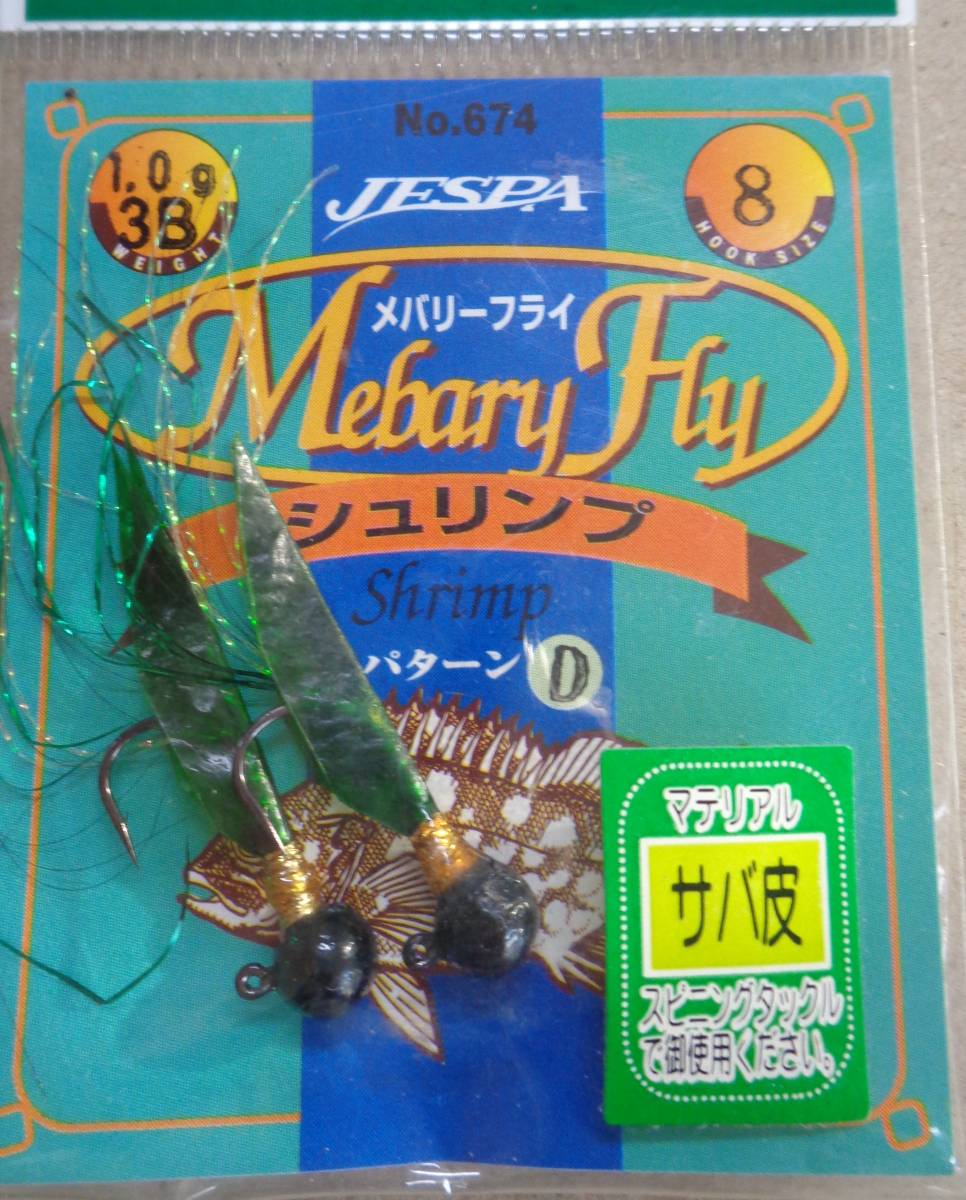 No.674
1.0g
3B
WEIGHT
JESPA
8
HOOK SIZE
メバリーフライ
Mebary Fly
シュリンプ
Shrimp
パターン D
マテリアル
サバ皮
スピニングタックル
で御使用ください。